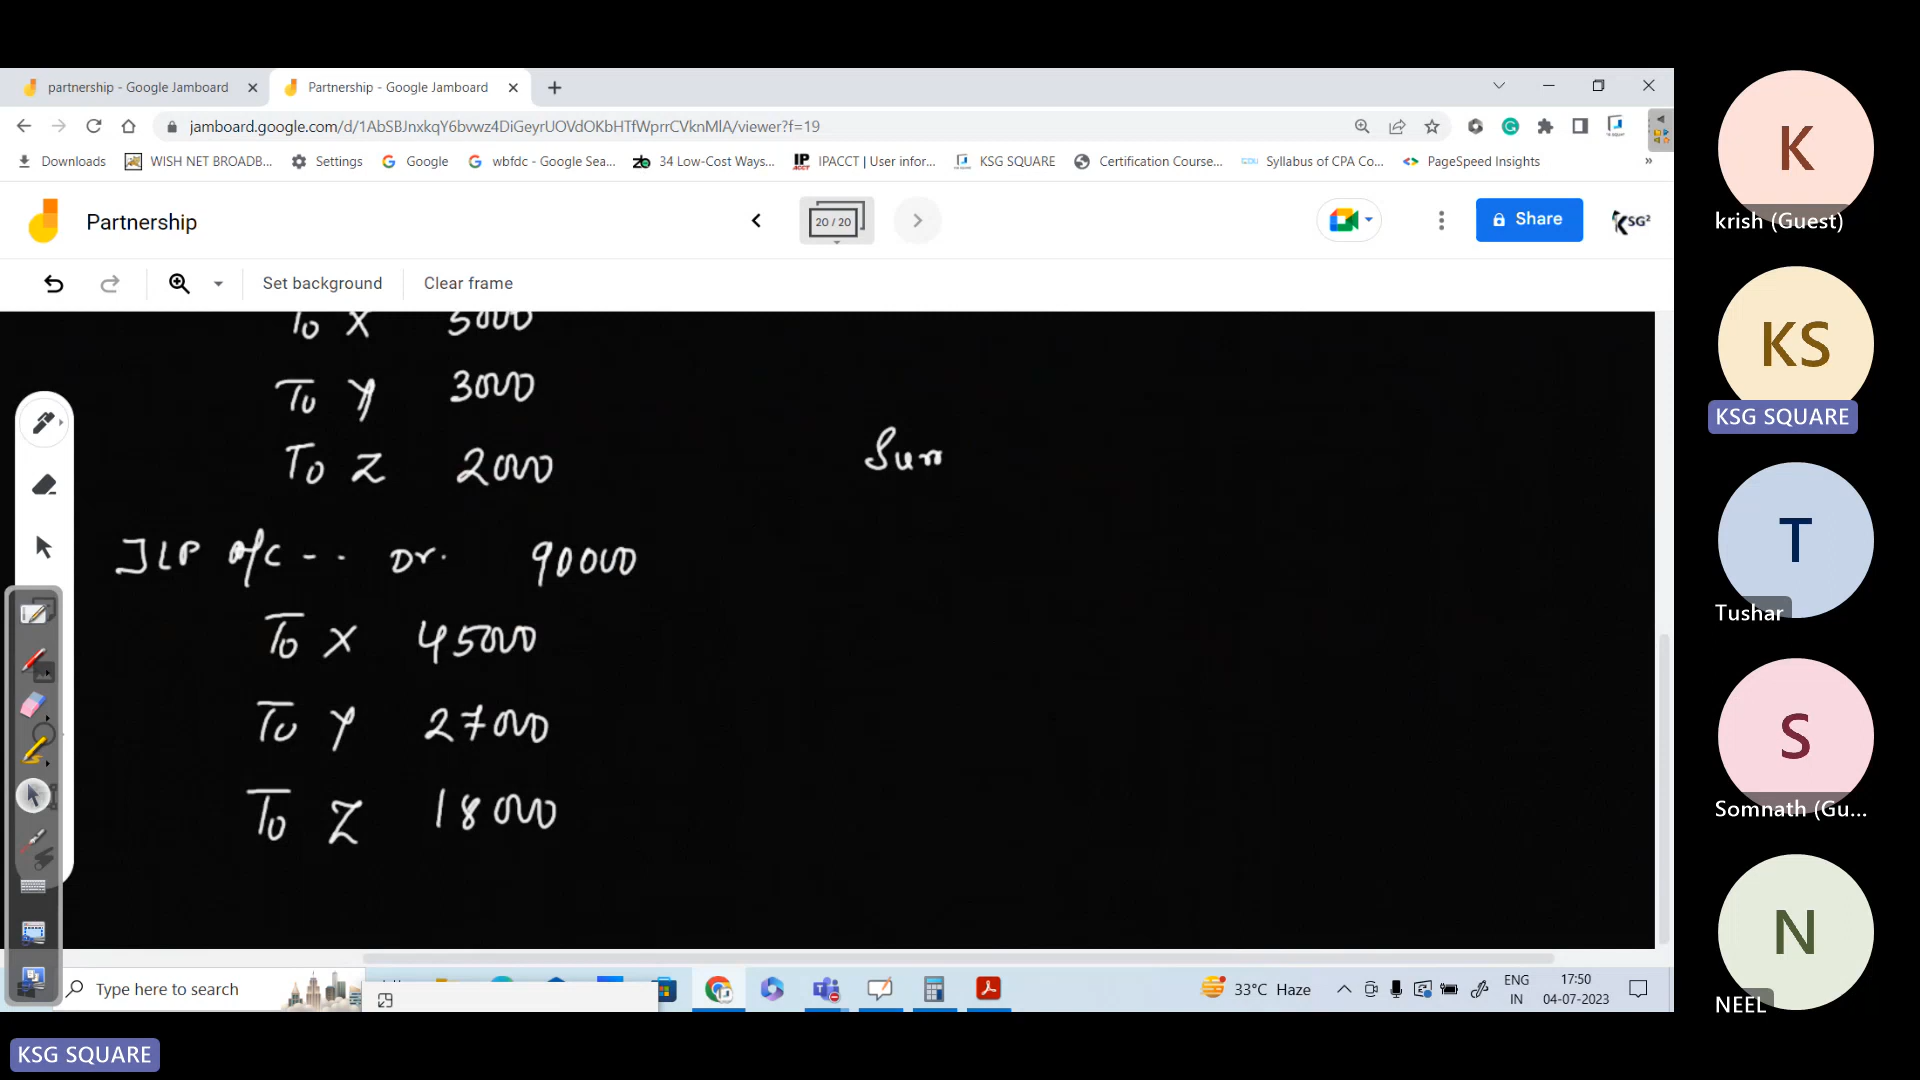 partnership - Google Jamboard
Partnership - Google Jamboard
jamboard.google.com/d/1AbSBJnxkqY6bvwz4DiGeyrUOVdOKbHTfWprrCVknMlA/viewer?f=19
Downloads
WISH NET BROADB...
Settings
Google
wbfdc - Google Sea...
34 Low-Cost Ways...
IPACCT | User infor...
KSG SQUARE
Certification Course...
Syllabus of CPA Co...
PageSpeed Insights
»
Partnership
20 / 20
Share
KSG²
Set background
Clear frame
To X 5000
To Y 3000
To Z 2000
Surr
JLP a/c -- Dr. 90000
To X 45000
To Y 27000
To Z 18000
Type here to search
33°C Haze
ENG
IN
17:50
04-07-2023
K
krish (Guest)
KS
KSG SQUARE
T
Tushar
S
Somnath (Gu...
N
NEEL
KSG SQUARE